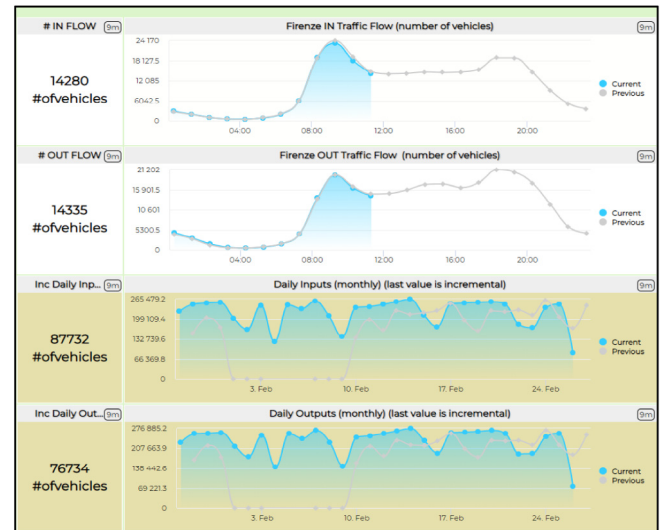 # IN FLOW 9m
Firenze IN Traffic Flow (number of vehicles) 9m
14280
#ofvehicles
24 170
18 127.5
12 085
6042.5
0
04:00 08:00 12:00 16:00 20:00
Current
Previous
# OUT FLOW 9m
Firenze OUT Traffic Flow (number of vehicles) 9m
14335
#ofvehicles
21 202
15 901.5
10 601
5300.5
0
04:00 08:00 12:00 16:00 20:00
Current
Previous
Inc Daily Inp... 9m
Daily Inputs (monthly) (last value is incremental) 9m
87732
#ofvehicles
265 479.2
199 109.4
132 739.6
66 369.8
0
3. Feb 10. Feb 17. Feb 24. Feb
Current
Previous
Inc Daily Out... 9m
Daily Outputs (monthly) (last value is incremental) 9m
76734
#ofvehicles
276 885.2
207 663.9
138 442.6
69 221.3
0
3. Feb 10. Feb 17. Feb 24. Feb
Current
Previous